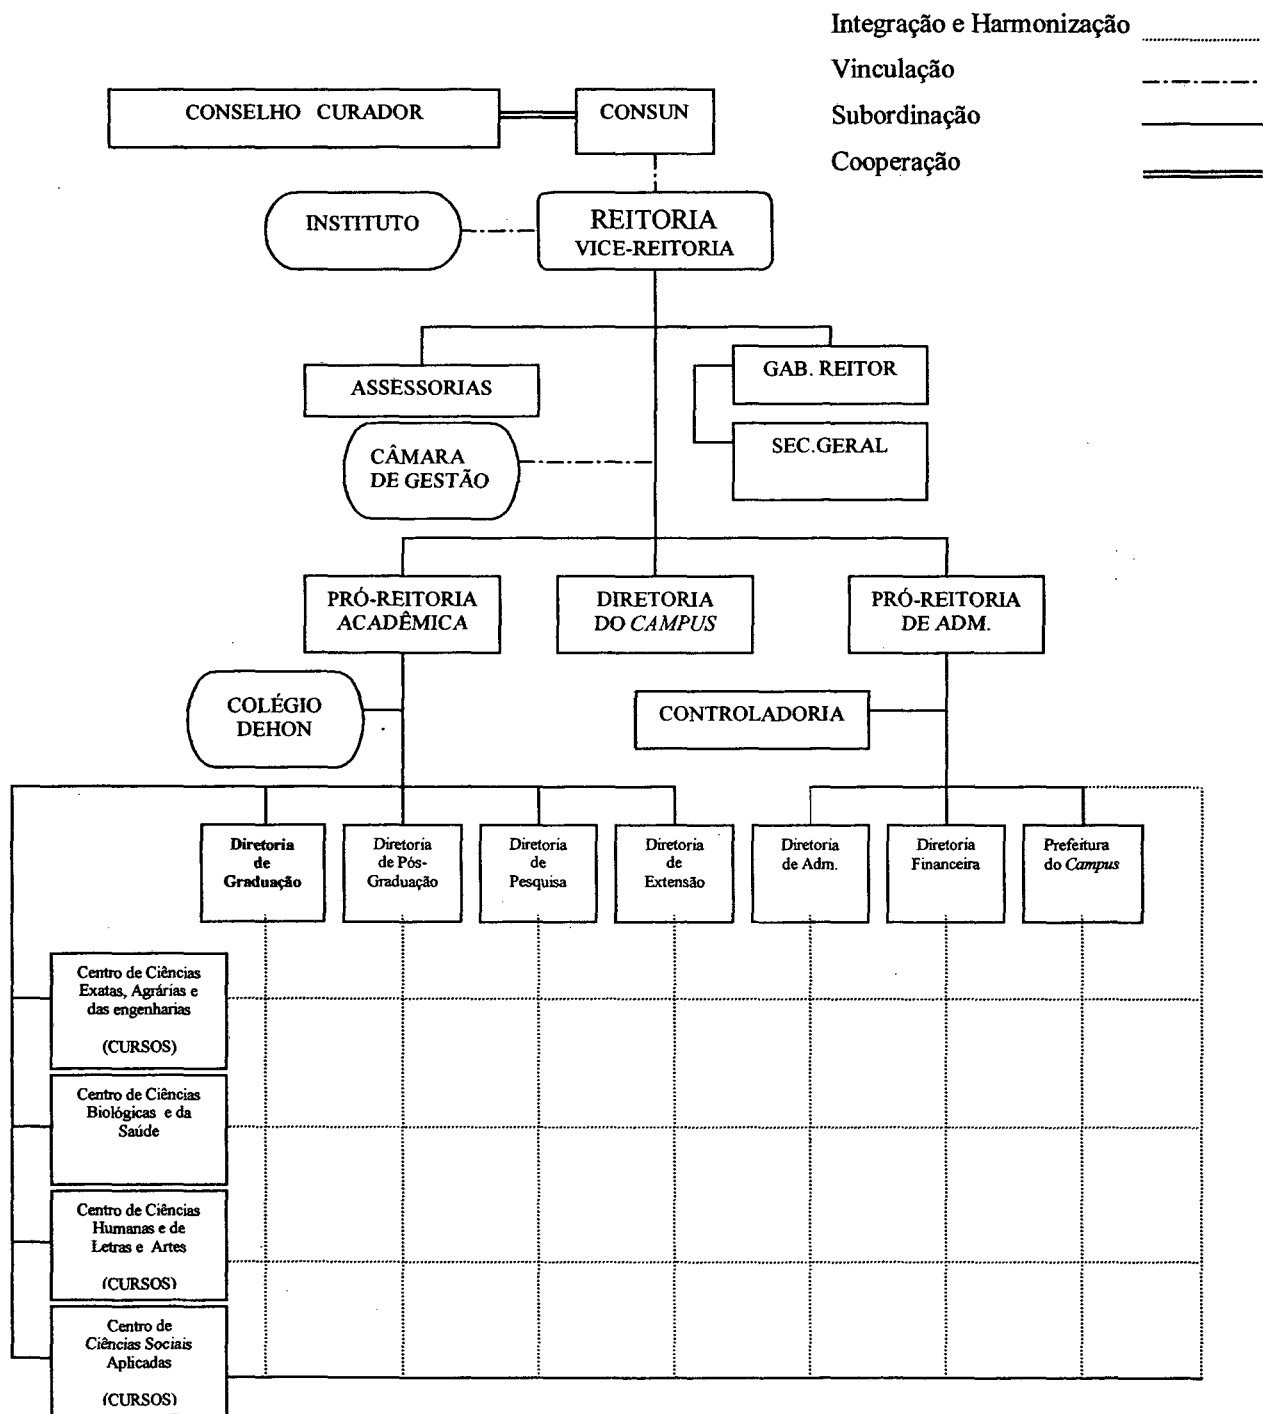 Integração e Harmonização
Vinculação
Subordinação
Cooperação
CONSELHO CURADOR
CONSUN
INSTITUTO
REITORIA
VICE-REITORIA
ASSESSORIAS
GAB. REITOR
SEC.GERAL
CÂMARA
DE GESTÃO
PRÓ-REITORIA
ACADÊMICA
DIRETORIA
DO CAMPUS
PRÓ-REITORIA
DE ADM.
COLÉGIO
DEHON
CONTROLADORIA
Diretoria
de
Graduação
Diretoria
de Pós-
Graduação
Diretoria
de
Pesquisa
Diretoria
de
Extensão
Diretoria
de Adm.
Diretoria
Financeira
Prefeitura
do Campus
Centro de Ciências
Exatas, Agrárias e
das engenharias
(CURSOS)
Centro de Ciências
Biológicas e da
Saúde
Centro de Ciências
Humanas e de
Letras e Artes
(CURSOS)
Centro de
Ciências Sociais
Aplicadas
(CURSOS)